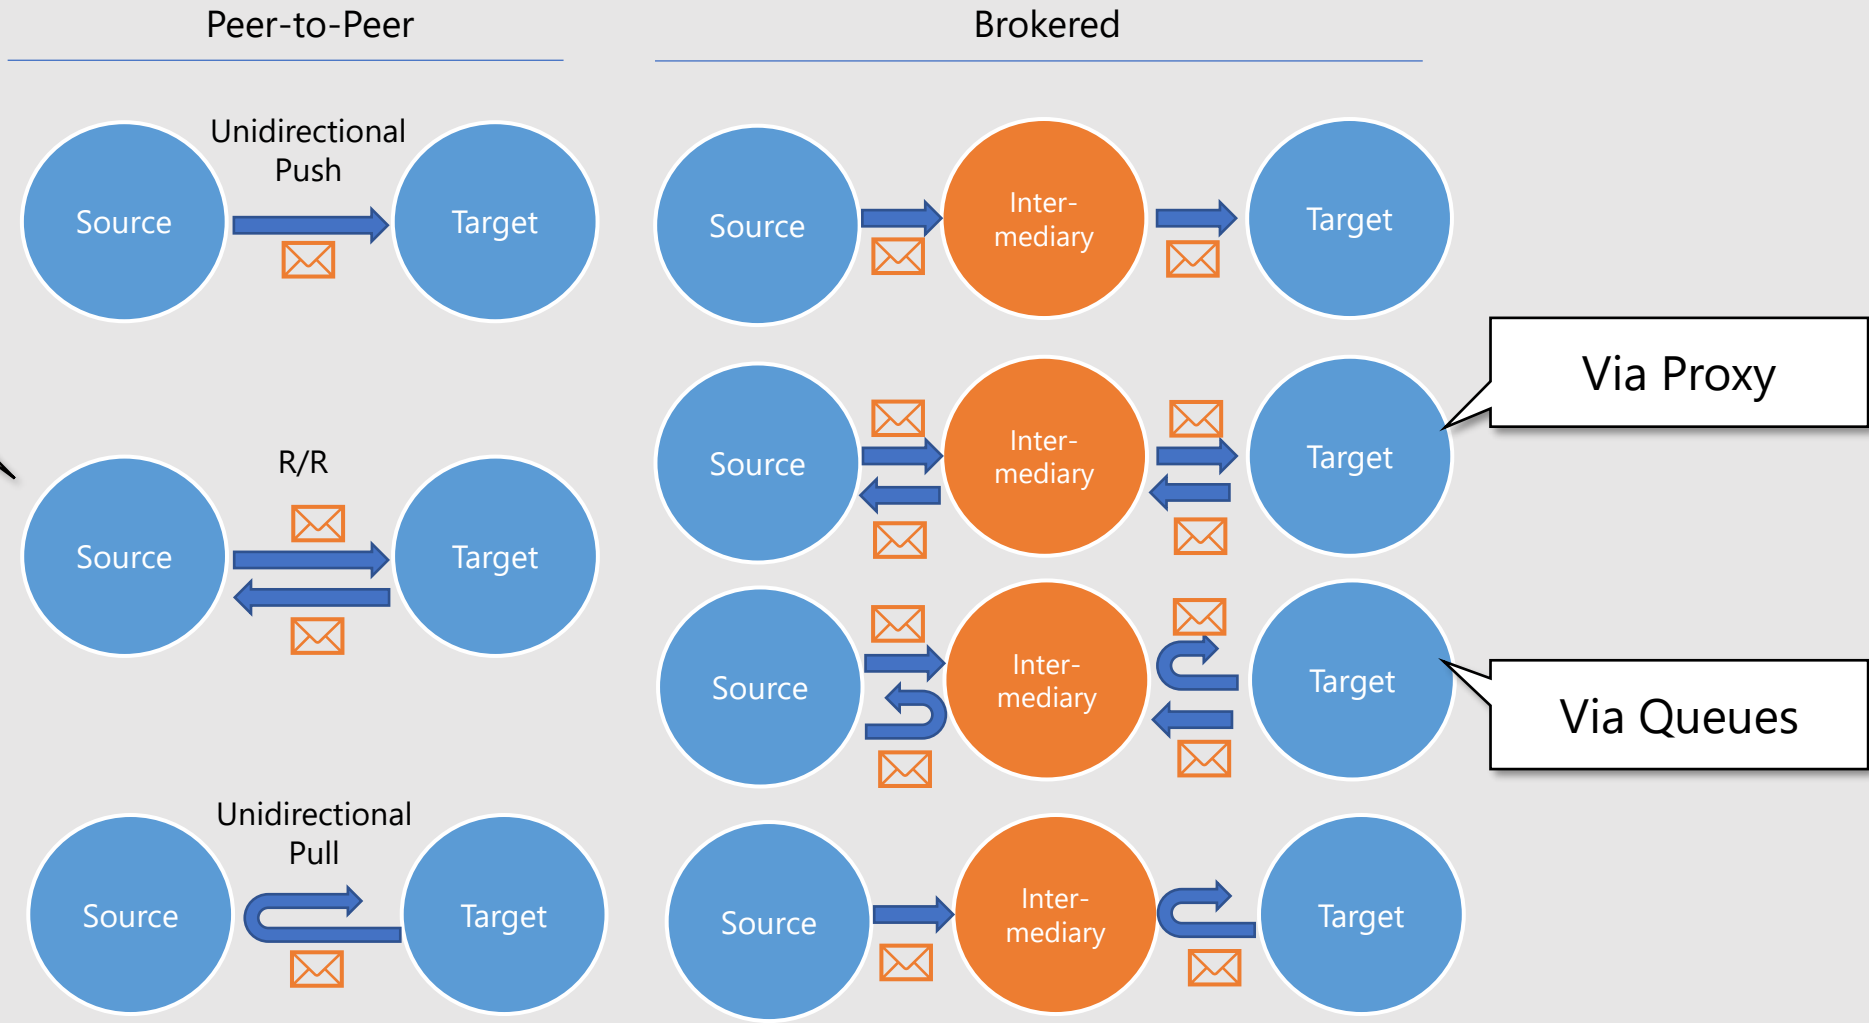 Peer-to-Peer
Brokered
Unidirectional
Push
Source
Target
Source
Inter-
mediary
Target
Via Proxy
R/R
Source
Target
Source
Inter-
mediary
Target
Source
Inter-
mediary
Target
Via Queues
Unidirectional
Pull
Source
Target
Source
Inter-
mediary
Target